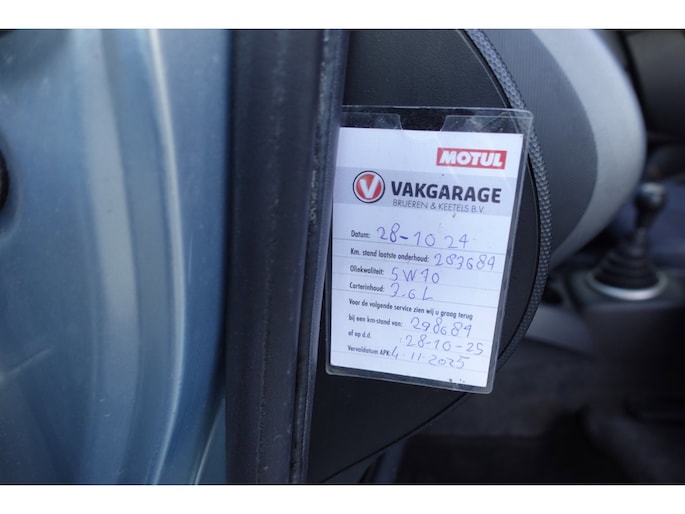 MOTUL
VAKGARAGE
BRUEREN & KEETELS B.V.
Datum: 28-10 24
Km. stand laatste onderhoud: 283684
Oliekwaliteit: 5W40
Carterinhoud: 3.6L
Voor de volgende service zien wij u graag terug
bij een km-stand van: 298684
of op d.d. 28-10-25
Vervaldatum APK: 4-11-2025